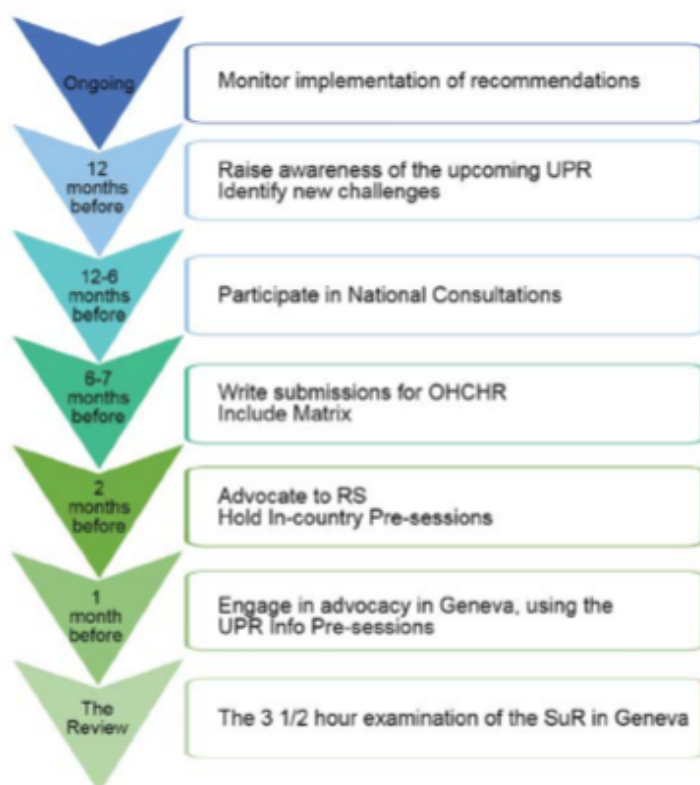 Ongoing
Monitor implementation of recommendations
12
months
before
Raise awareness of the upcoming UPR
Identify new challenges
12-6
months
before
Participate in National Consultations
6-7
months
before
Write submissions for OHCHR
Include Matrix
2
months
before
Advocate to RS
Hold In-country Pre-sessions
1
month
before
Engage in advocacy in Geneva, using the
UPR Info Pre-sessions
The
Review
The 3 1/2 hour examination of the SuR in Geneva